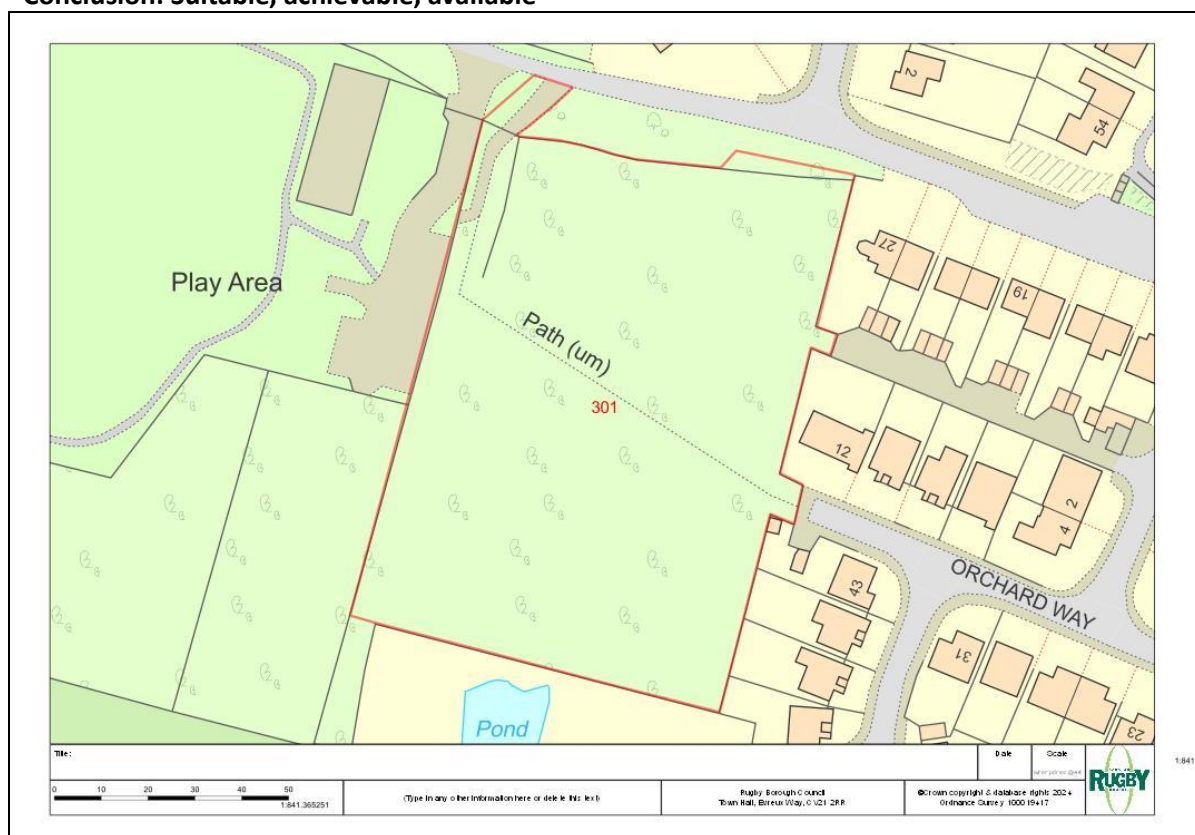 Conclusion: Suitable, achievable, available
2
54
Play Area
27
19
Path (um)
301
12
2
4
ORCHARD WAY
43
31
23
Pond
Title:
Date
Scale
0 10 20 30 40 50
1:841.365251
(Type in any other information here or delete this text)
Rugby Borough Council
Town Hall, Evreux Way, CV21 2RR
©Crown copyright & database rights 2024
Ordnance Survey 100019417
RUGBY
1:841